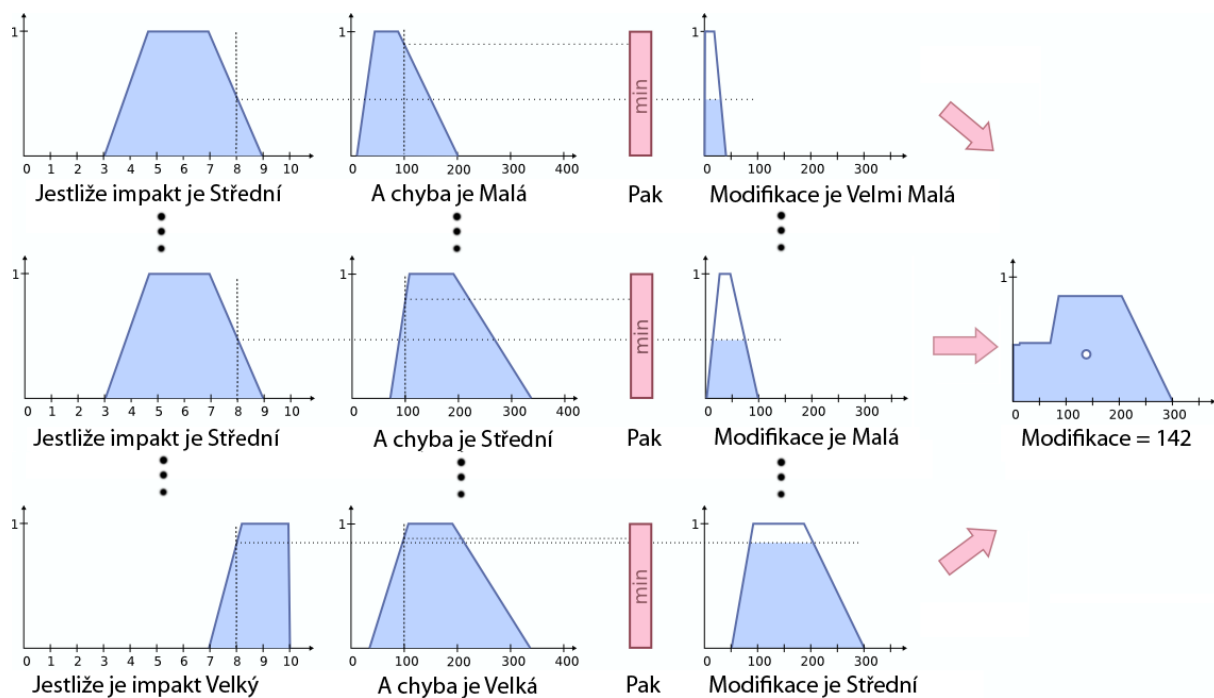 1 1 min 1
0 1 2 3 4 5 6 7 8 9 10 0 100 200 300 400 0 100 200 300
Jestliže impakt je Střední A chyba je Malá Pak Modifikace je Velmi Malá
1 1 min 1 1
0 1 2 3 4 5 6 7 8 9 10 0 100 200 300 400 0 100 200 300 0 100 200 300
Jestliže impakt je Střední A chyba je Střední Pak Modifikace je Malá Modifikace = 142
1 1 min 1
0 1 2 3 4 5 6 7 8 9 10 0 100 200 300 400 0 100 200 300
Jestliže je impakt Velký A chyba je Velká Pak Modifikace je Střední